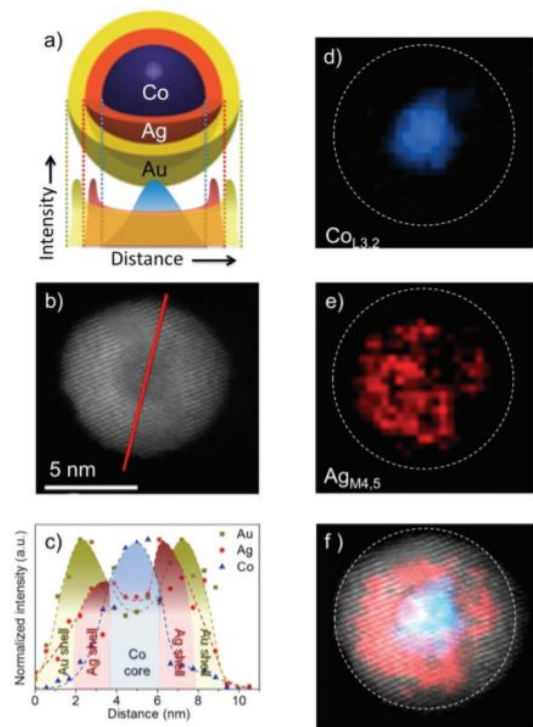 a)
Co
Ag
Au
Intensity
Distance
b)
5 nm
c)
Au
Ag
Co
Normalized intensity (a.u.)
Au shell
Ag shell
Co
core
Ag shell
Au shell
0 2 4 6 8 10
Distance (nm)
d)
CoL3,2
e)
AgM4,5
f)